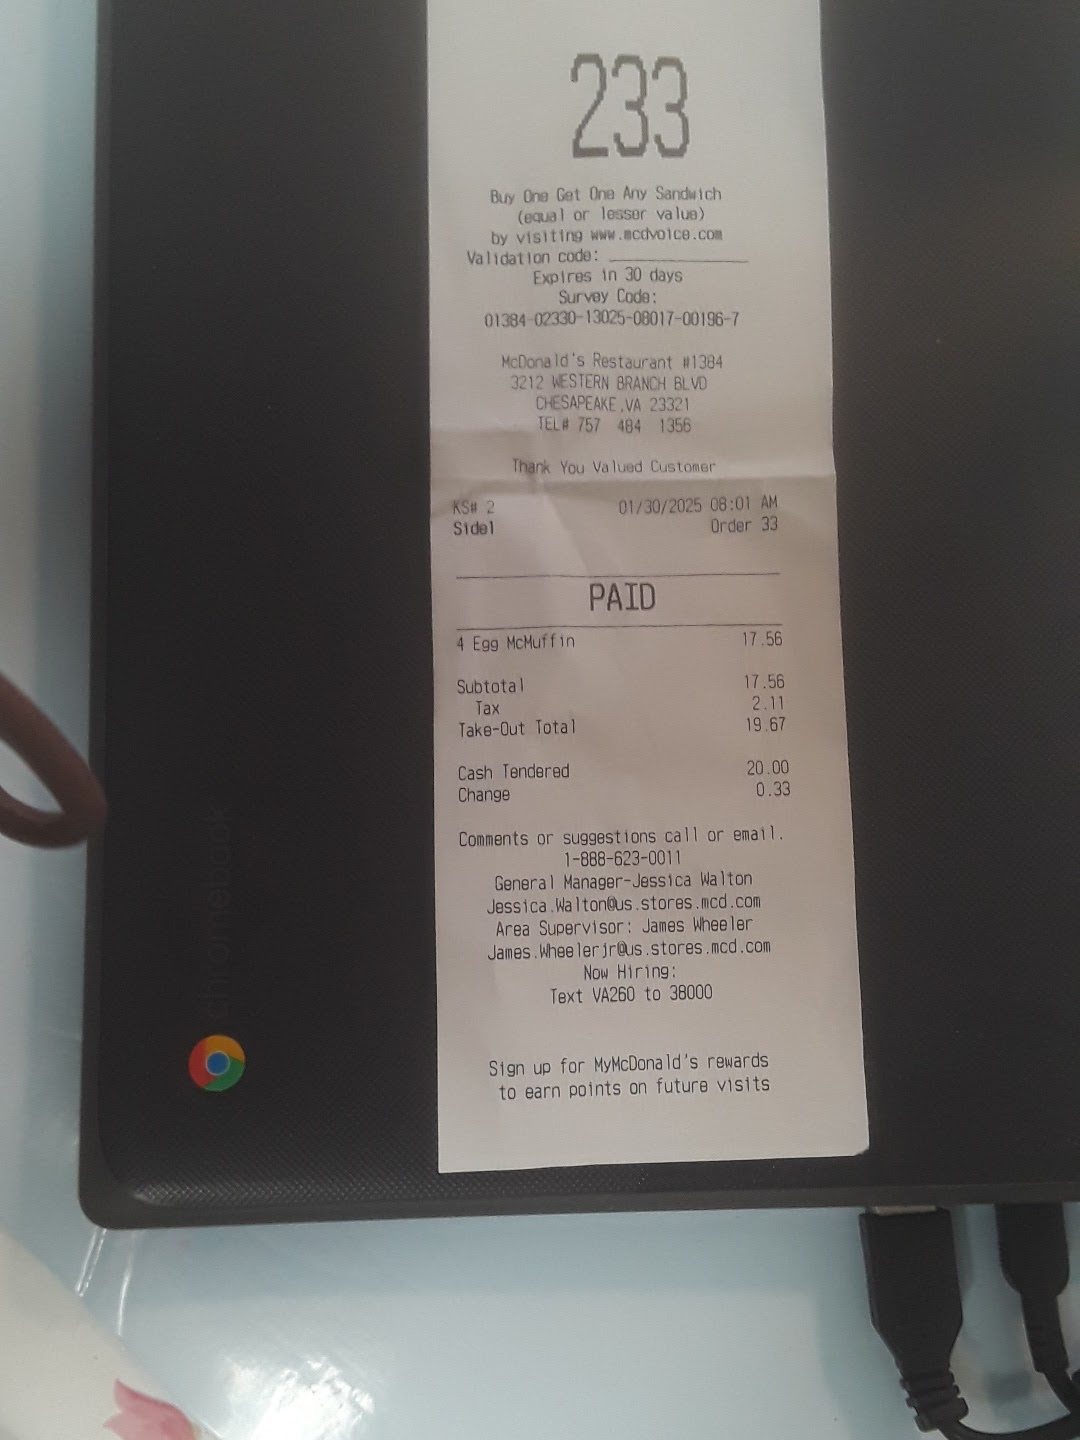 233
Buy One Get One Any Sandwich
(equal or lesser value)
by visiting www.mcdvoice.com
Validation code: ______________
Expires in 30 days
Survey Code:
01384-02330-13025-08017-00196-7
McDonald's Restaurant #1384
3212 WESTERN BRANCH BLVD
CHESAPEAKE,VA 23321
TEL# 757 484 1356
Thank You Valued Customer
KS# 2 01/30/2025 08:01 AM
Side1 Order 33
PAID
4 Egg McMuffin 17.56
Subtotal 17.56
Tax 2.11
Take-Out Total 19.67
Cash Tendered 20.00
Change 0.33
Comments or suggestions call or email.
1-888-623-0011
General Manager-Jessica Walton
Jessica.Walton@us.stores.mcd.com
Area Supervisor: James Wheeler
James.Wheelerjr@us.stores.mcd.com
Now Hiring:
Text VA260 to 38000
Sign up for MyMcDonald's rewards
to earn points on future visits
chromebook